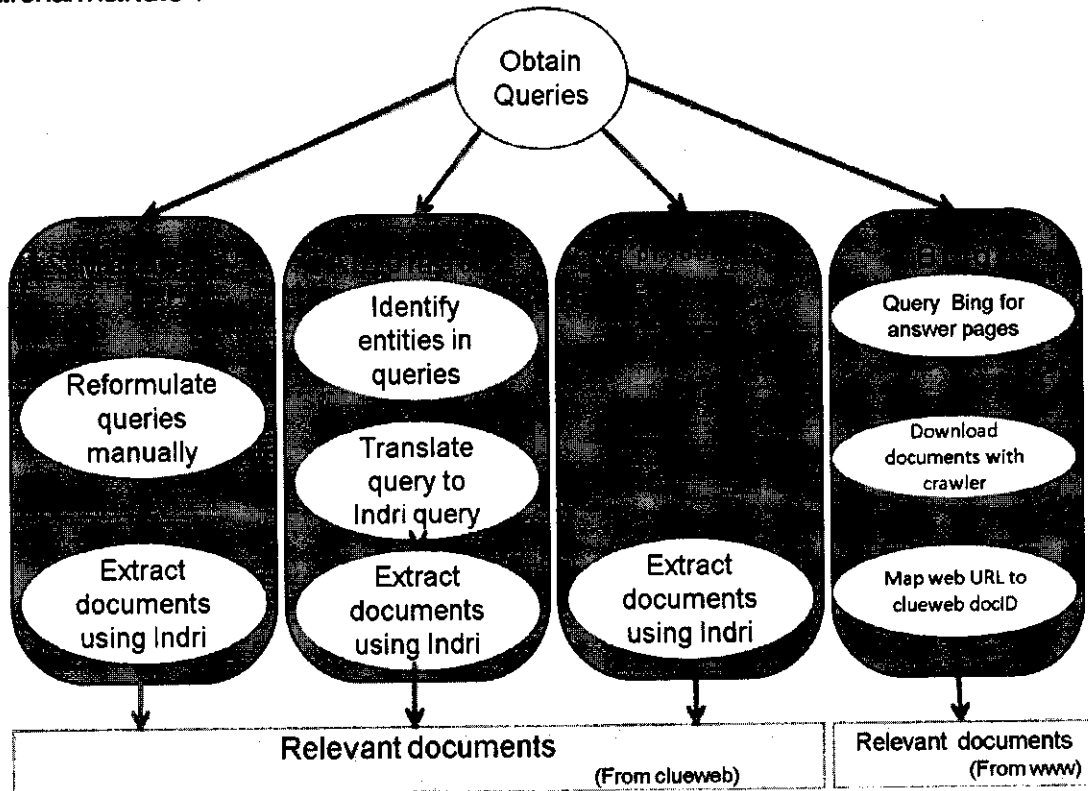 Obtain
Queries
Reformulate
queries
manually
Extract
documents
using Indri
Identify
entities in
queries
Translate
query to
Indri query
Extract
documents
using Indri
Extract
documents
using Indri
Query Bing for
answer pages
Download
documents with
crawler
Map web URL to
clueweb docID
Relevant documents
(From clueweb)
Relevant documents
(From www)